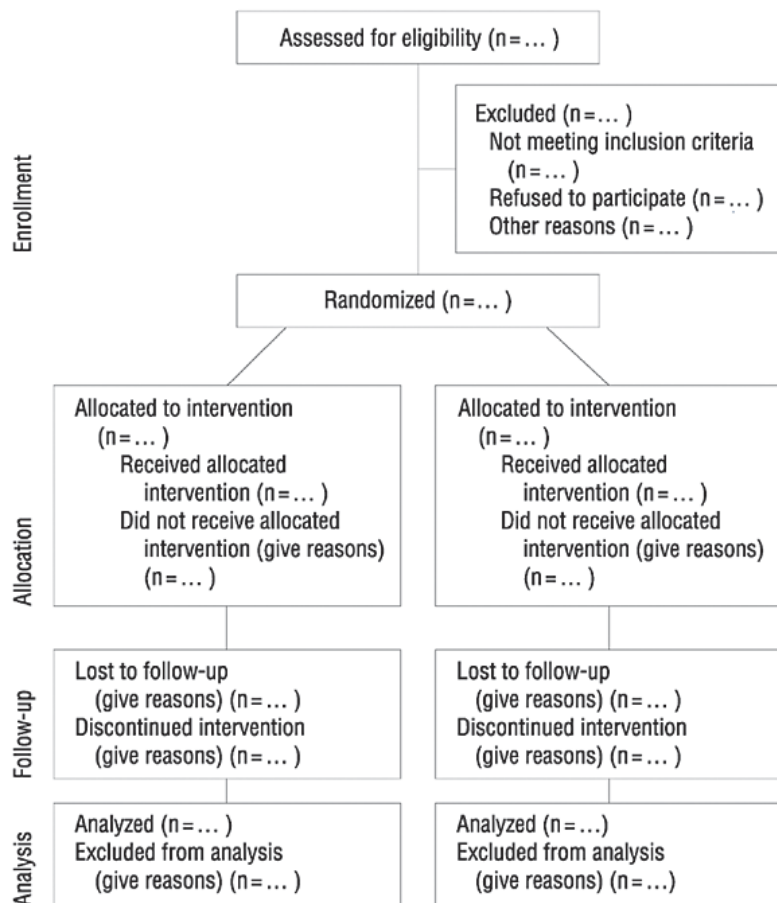 Assessed for eligibility (n=... )
Enrollment
Excluded (n=... )
Not meeting inclusion criteria
(n=... )
Refused to participate (n=... )
Other reasons (n=... )
Randomized (n=... )
Allocation
Allocated to intervention
(n=... )
Received allocated
intervention (n=... )
Did not receive allocated
intervention (give reasons)
(n=... )
Allocated to intervention
(n=... )
Received allocated
intervention (n=... )
Did not receive allocated
intervention (give reasons)
(n=... )
Follow-up
Lost to follow-up
(give reasons) (n=... )
Discontinued intervention
(give reasons) (n=... )
Lost to follow-up
(give reasons) (n=... )
Discontinued intervention
(give reasons) (n=... )
Analysis
Analyzed (n=... )
Excluded from analysis
(give reasons) (n=... )
Analyzed (n=...)
Excluded from analysis
(give reasons) (n=...)